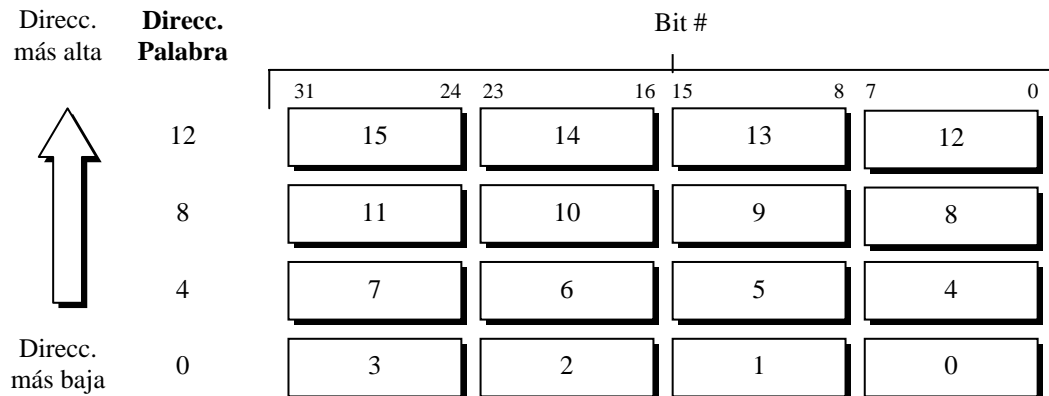 Direcc. Direcc. Bit #
más alta Palabra
31 24 23 16 15 8 7 0
12 15 14 13 12
8 11 10 9 8
4 7 6 5 4
Direcc.
más baja 0 3 2 1 0